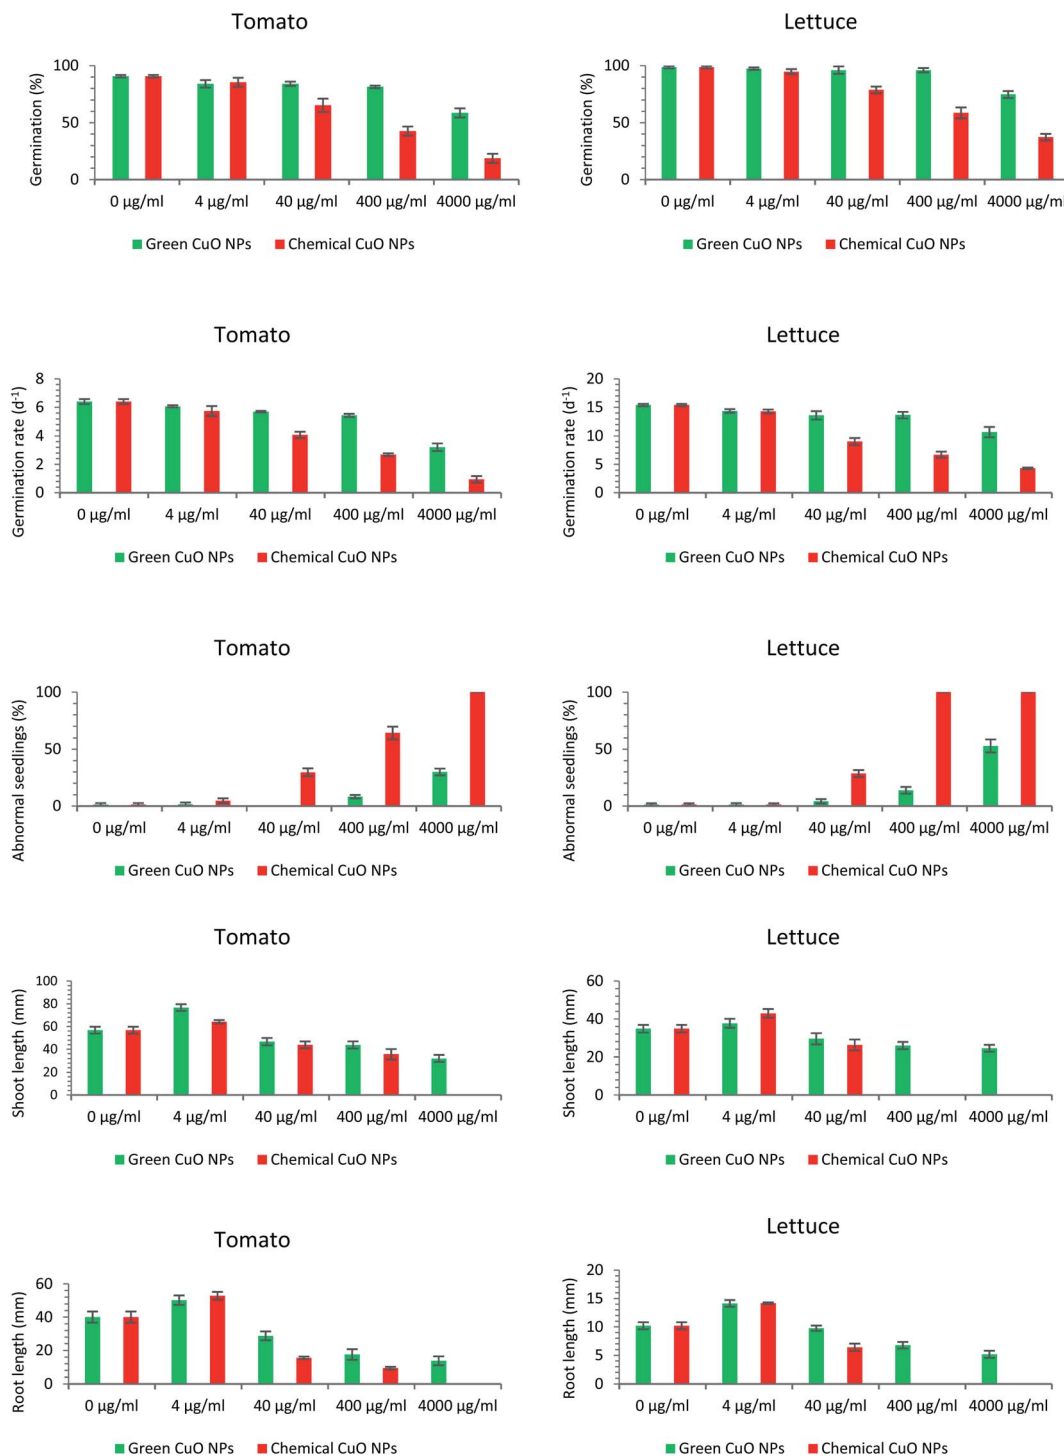 Tomato
Germination (%)
100
50
0
0 µg/ml 4 µg/ml 40 µg/ml 400 µg/ml 4000 µg/ml
Green CuO NPs Chemical CuO NPs
Lettuce
Germination (%)
100
50
0
0 µg/ml 4 µg/ml 40 µg/ml 400 µg/ml 4000 µg/ml
Green CuO NPs Chemical CuO NPs
Tomato
Germination rate (d⁻¹)
8
6
4
2
0
0 µg/ml 4 µg/ml 40 µg/ml 400 µg/ml 4000 µg/ml
Green CuO NPs Chemical CuO NPs
Lettuce
Germination rate (d⁻¹)
20
15
10
5
0
0 µg/ml 4 µg/ml 40 µg/ml 400 µg/ml 4000 µg/ml
Green CuO NPs Chemical CuO NPs
Tomato
Abnormal seedlings (%)
100
50
0
0 µg/ml 4 µg/ml 40 µg/ml 400 µg/ml 4000 µg/ml
Green CuO NPs Chemical CuO NPs
Lettuce
Abnormal seedlings (%)
100
50
0
0 µg/ml 4 µg/ml 40 µg/ml 400 µg/ml 4000 µg/ml
Green CuO NPs Chemical CuO NPs
Tomato
Shoot length (mm)
100
80
60
40
20
0
0 µg/ml 4 µg/ml 40 µg/ml 400 µg/ml 4000 µg/ml
Green CuO NPs Chemical CuO NPs
Lettuce
Shoot length (mm)
60
40
20
0
0 µg/ml 4 µg/ml 40 µg/ml 400 µg/ml 4000 µg/ml
Green CuO NPs Chemical CuO NPs
Tomato
Root length (mm)
60
40
20
0
0 µg/ml 4 µg/ml 40 µg/ml 400 µg/ml 4000 µg/ml
Green CuO NPs Chemical CuO NPs
Lettuce
Root length (mm)
20
15
10
5
0
0 µg/ml 4 µg/ml 40 µg/ml 400 µg/ml 4000 µg/ml
Green CuO NPs Chemical CuO NPs